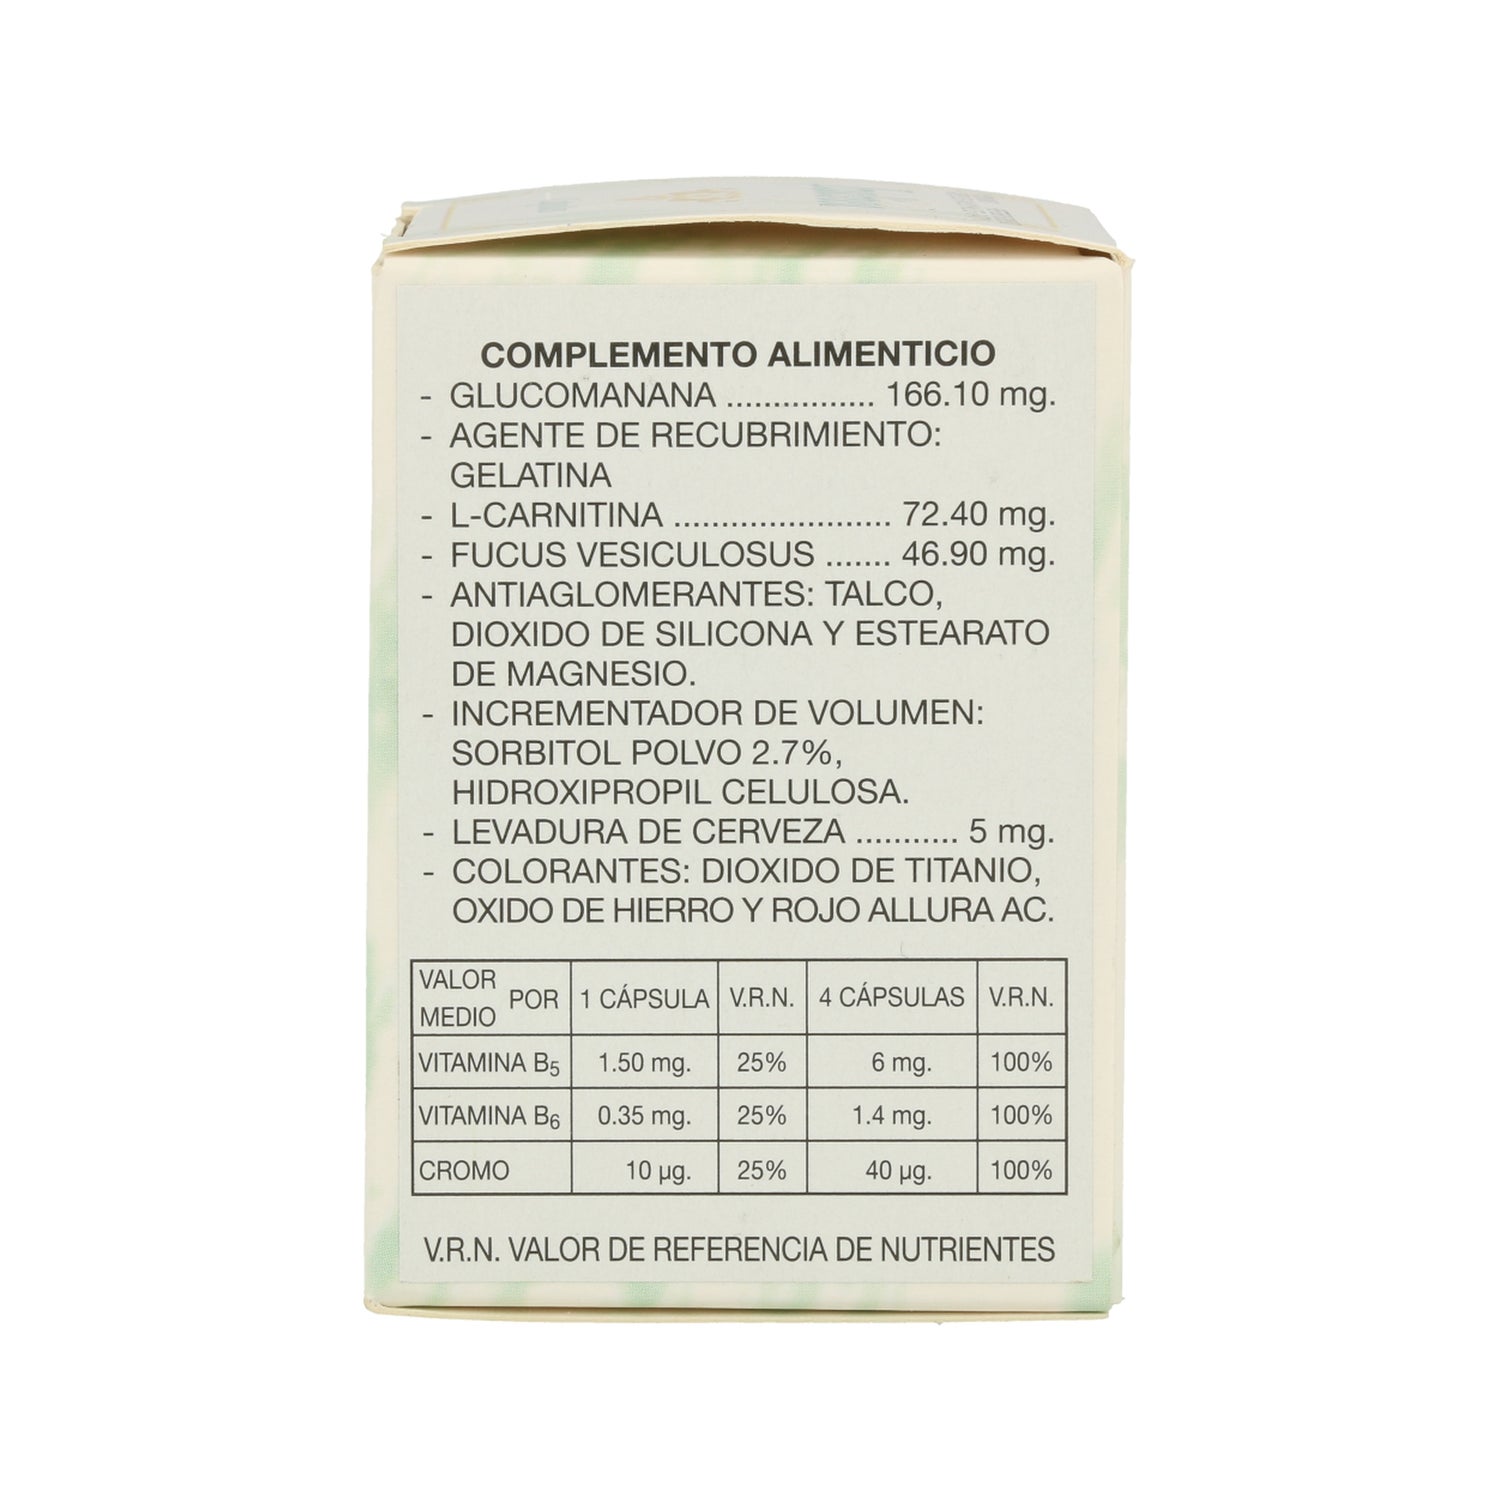 COMPLEMENTO ALIMENTICIO
- GLUCOMANANA ................ 166.10 mg.
- AGENTE DE RECUBRIMIENTO:
GELATINA
- L-CARNITINA ....................... 72.40 mg.
- FUCUS VESICULOSUS ....... 46.90 mg.
- ANTIAGLOMERANTES: TALCO,
DIOXIDO DE SILICONA Y ESTEARATO
DE MAGNESIO.
- INCREMENTADOR DE VOLUMEN:
SORBITOL POLVO 2.7%,
HIDROXIPROPIL CELULOSA.
- LEVADURA DE CERVEZA ........... 5 mg.
- COLORANTES: DIOXIDO DE TITANIO,
OXIDO DE HIERRO Y ROJO ALLURA AC.
VALOR MEDIO POR 1 CÁPSULA V.R.N. 4 CÁPSULAS V.R.N.
VITAMINA B5 1.50 mg. 25% 6 mg. 100%
VITAMINA B6 0.35 mg. 25% 1.4 mg. 100%
CROMO 10 µg. 25% 40 µg. 100%
V.R.N. VALOR DE REFERENCIA DE NUTRIENTES